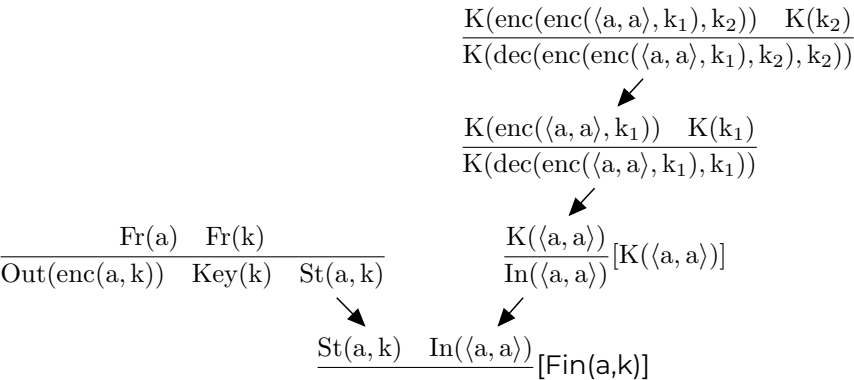 K(enc(enc(⟨a, a⟩, k₁), k₂)) K(k₂)
K(dec(enc(enc(⟨a, a⟩, k₁), k₂), k₂))
K(enc(⟨a, a⟩, k₁)) K(k₁)
K(dec(enc(⟨a, a⟩, k₁), k₁))
Fr(a) Fr(k)
Out(enc(a, k)) Key(k) St(a, k)
K(⟨a, a⟩)
In(⟨a, a⟩)
[K(⟨a, a⟩)]
St(a, k) In(⟨a, a⟩)
[Fin(a,k)]